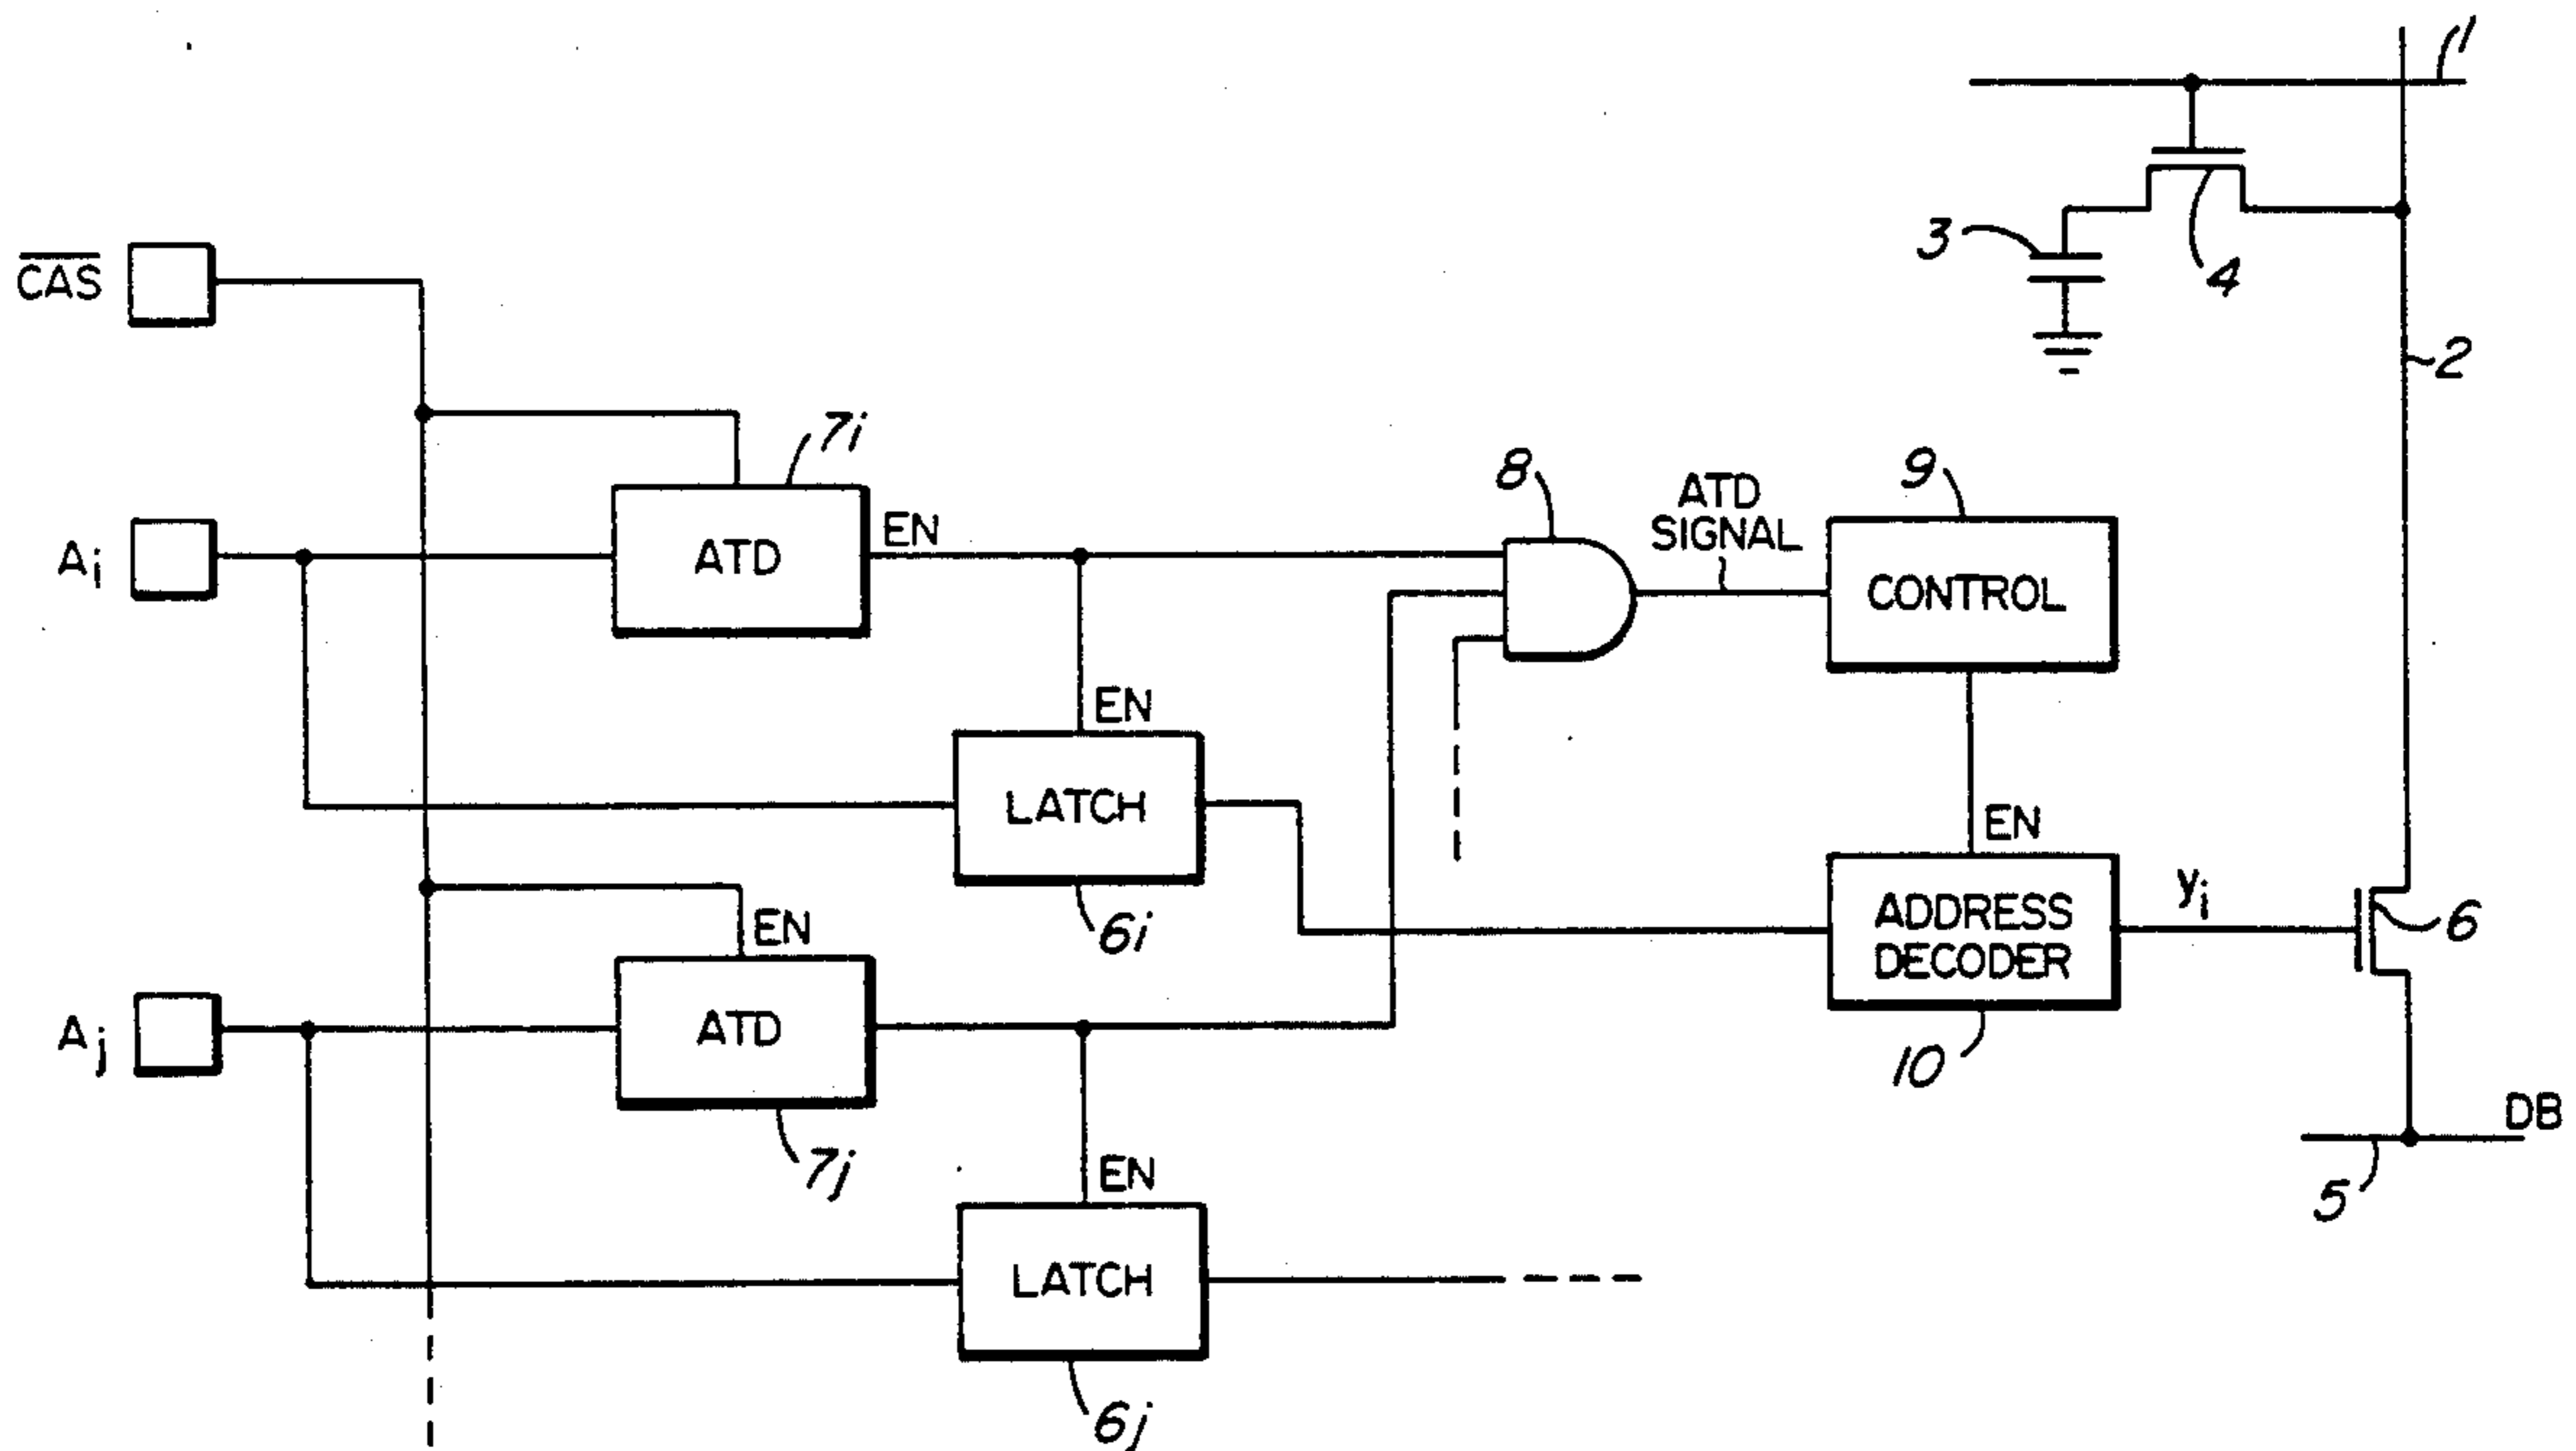 1
3
4
C̅A̅S̅
2
7i
8
ATD
SIGNAL
9
Ai
ATD
EN
CONTROL
EN
LATCH
EN
yi
6i
ADDRESS
DECODER
6
EN
Aj
ATD
10
7j
EN
DB
5
LATCH
6j